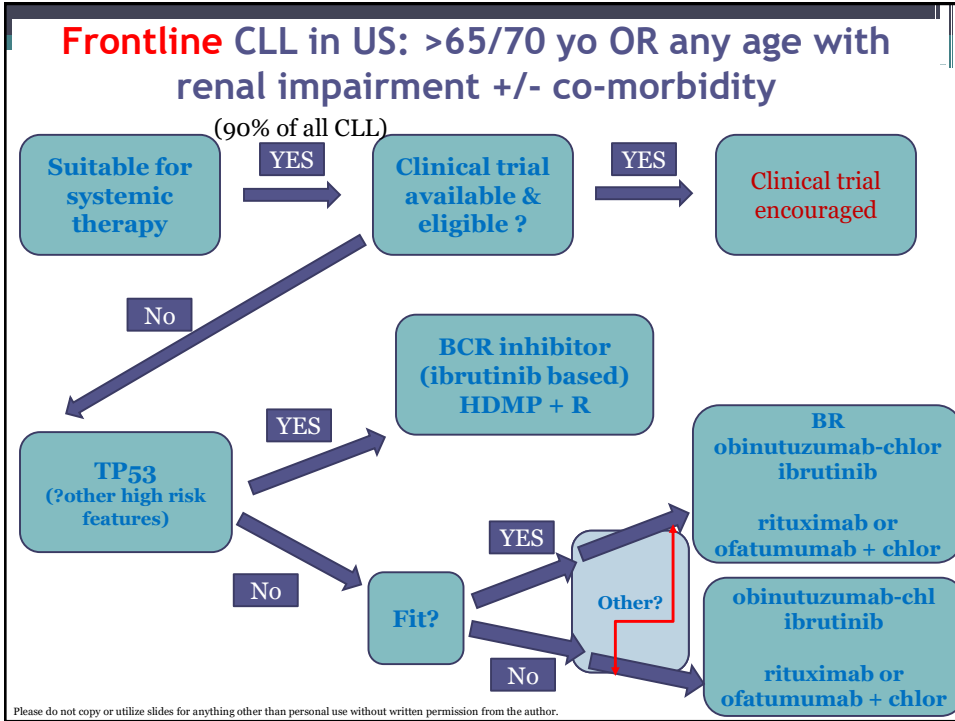 Frontline CLL in US: >65/70 yo OR any age with
renal impairment +/- co-morbidity
(90% of all CLL)
Suitable for
systemic
therapy
YES
Clinical trial
available &
eligible ?
YES
Clinical trial
encouraged
No
BCR inhibitor
(ibrutinib based)
HDMP + R
YES
TP53
(?other high risk
features)
No
Fit?
YES
No
Other?
BR
obinutuzumab-chlor
ibrutinib
rituximab or
ofatumumab + chlor
obinutuzumab-chl
ibrutinib
rituximab or
ofatumumab + chlor
Please do not copy or utilize slides for anything other than personal use without written permission from the author.